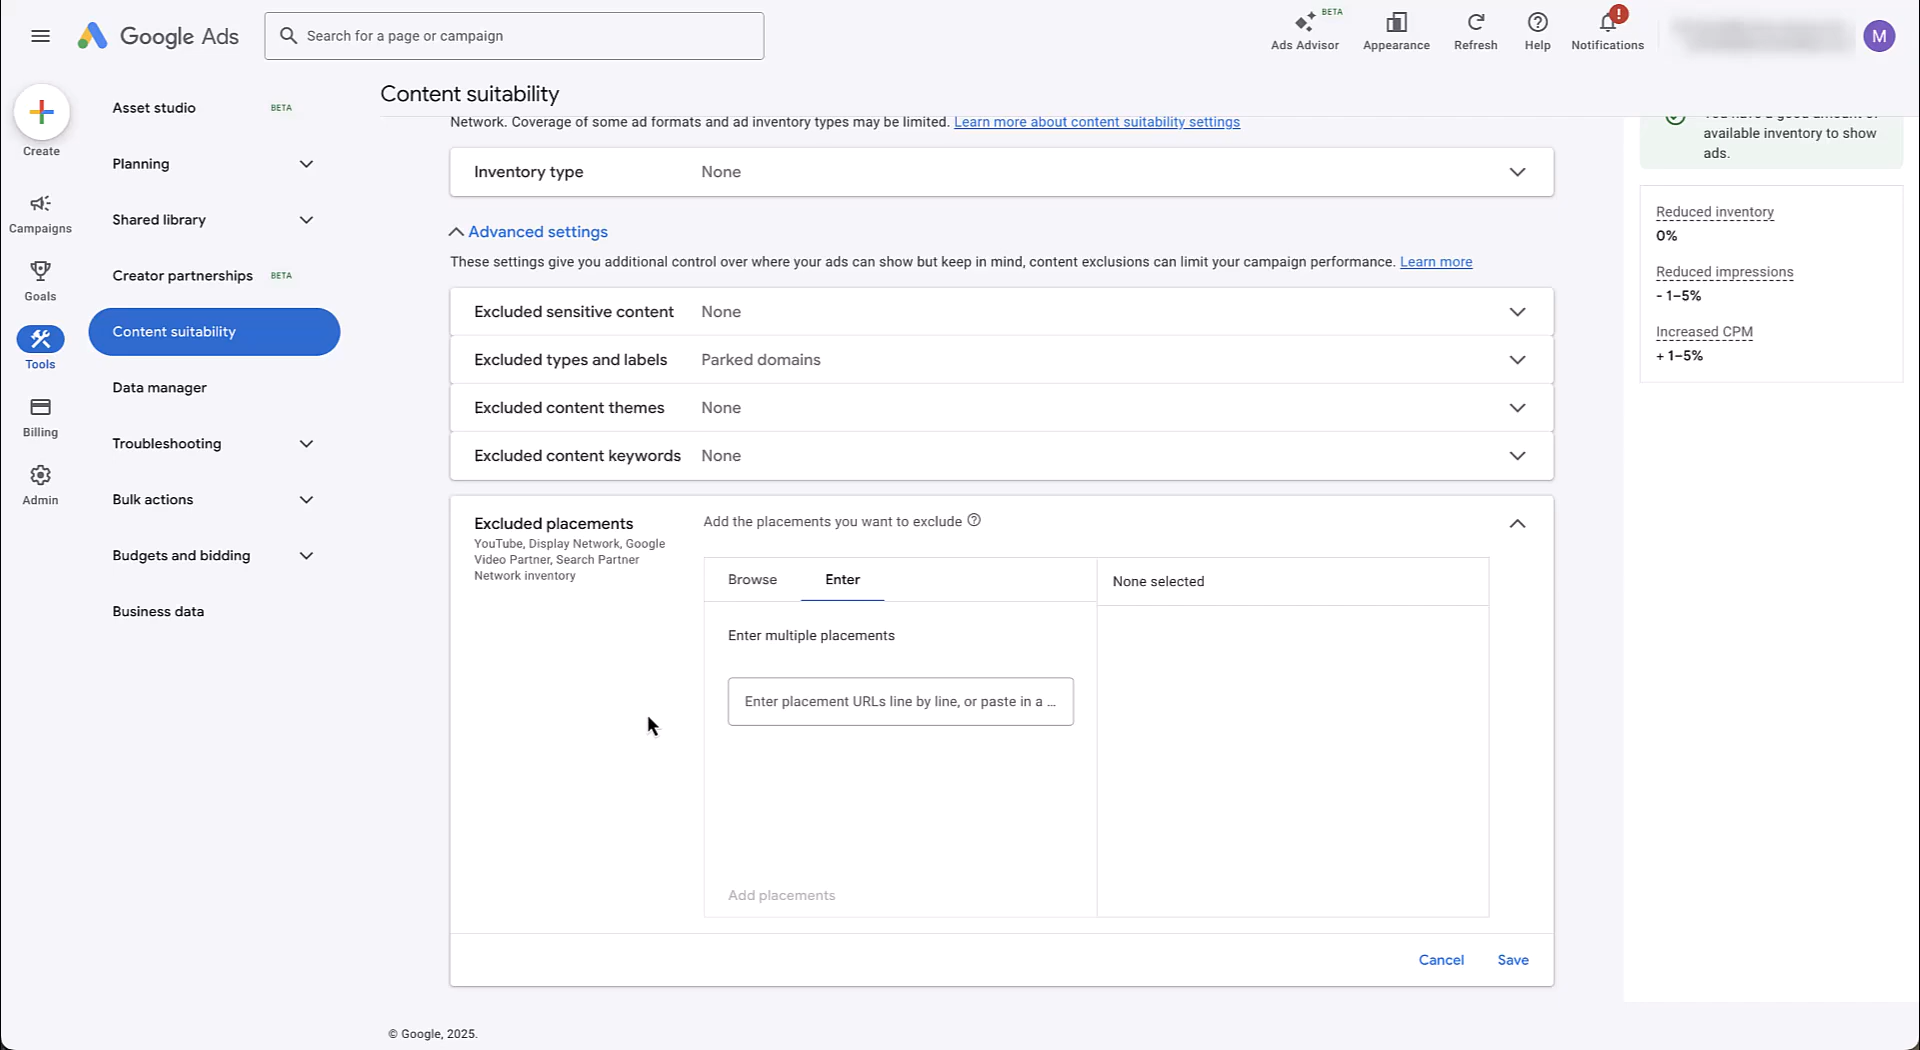 Google Ads
Search for a page or campaign
BETA
Ads Advisor
Appearance
Refresh
Help
!
Notifications
M
Create
Campaigns
Goals
Tools
Billing
Admin
Asset studio BETA
Planning
Shared library
Creator partnerships BETA
Content suitability
Data manager
Troubleshooting
Bulk actions
Budgets and bidding
Business data
Content suitability
Network. Coverage of some ad formats and ad inventory types may be limited. Learn more about content suitability settings
Inventory type None
Advanced settings
These settings give you additional control over where your ads can show but keep in mind, content exclusions can limit your campaign performance. Learn more
Excluded sensitive content None
Excluded types and labels Parked domains
Excluded content themes None
Excluded content keywords None
Excluded placements
YouTube, Display Network, Google
Video Partner, Search Partner
Network inventory
Add the placements you want to exclude
Browse Enter
None selected
Enter multiple placements
Enter placement URLs line by line, or paste in a ...
Add placements
Cancel Save
available inventory to show
ads.
Reduced inventory
0%
Reduced impressions
- 1–5%
Increased CPM
+ 1–5%
© Google, 2025.